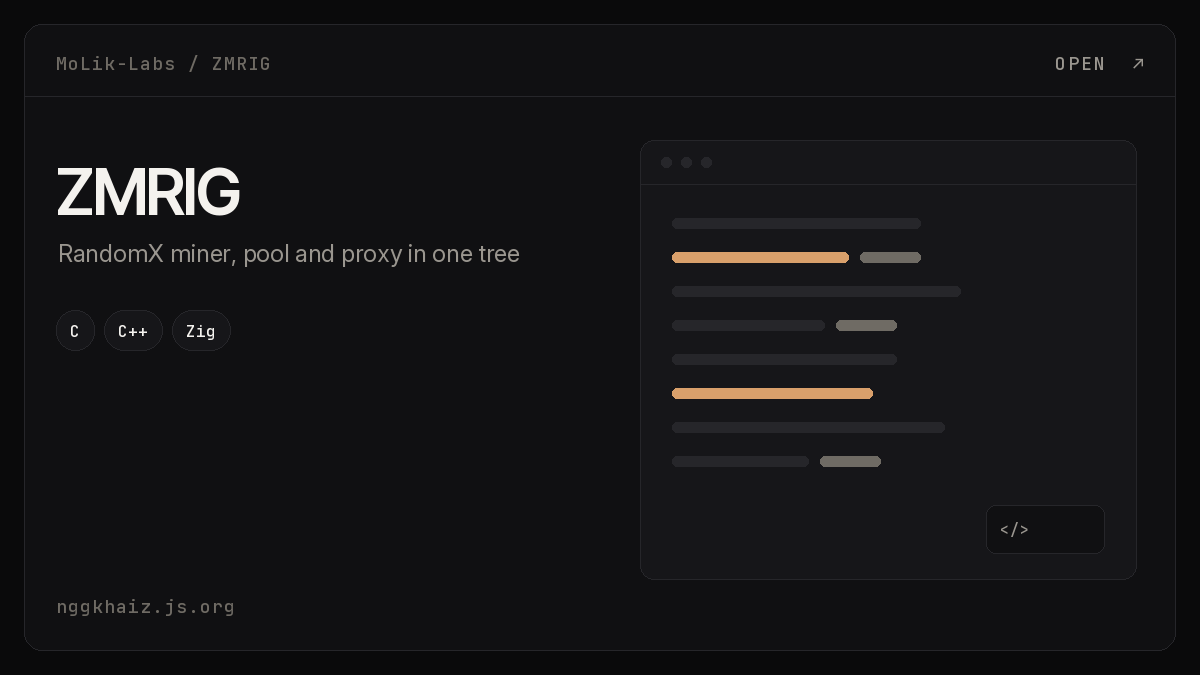 MoLik-Labs / ZMRIG
OPEN ↗
ZMRIG
RandomX miner, pool and proxy in one tree
C
C++
Zig
</>
nggkhaiz.js.org